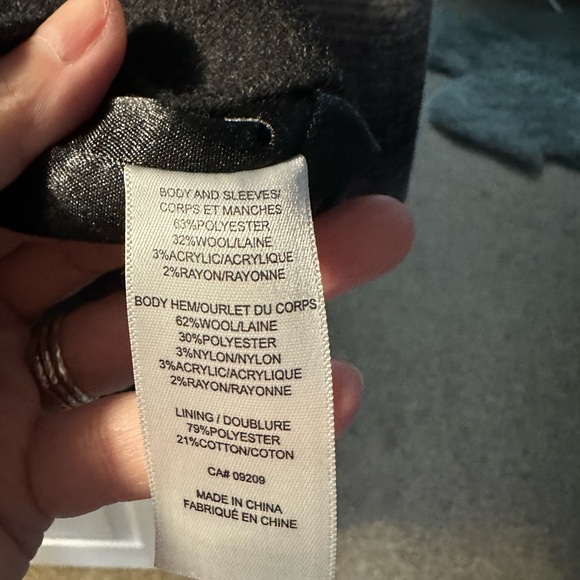 BODY AND SLEEVES/
CORPS ET MANCHES
63%POLYESTER
32%WOOL/LAINE
3%ACRYLIC/ACRYLIQUE
2%RAYON/RAYONNE
BODY HEM/OURLET DU CORPS
62%WOOL/LAINE
30%POLYESTER
3%NYLON/NYLON
3%ACRYLIC/ACRYLIQUE
2%RAYON/RAYONNE
LINING / DOUBLURE
79%POLYESTER
21%COTTON/COTON
CA# 09209
MADE IN CHINA
FABRIQUÉ EN CHINE